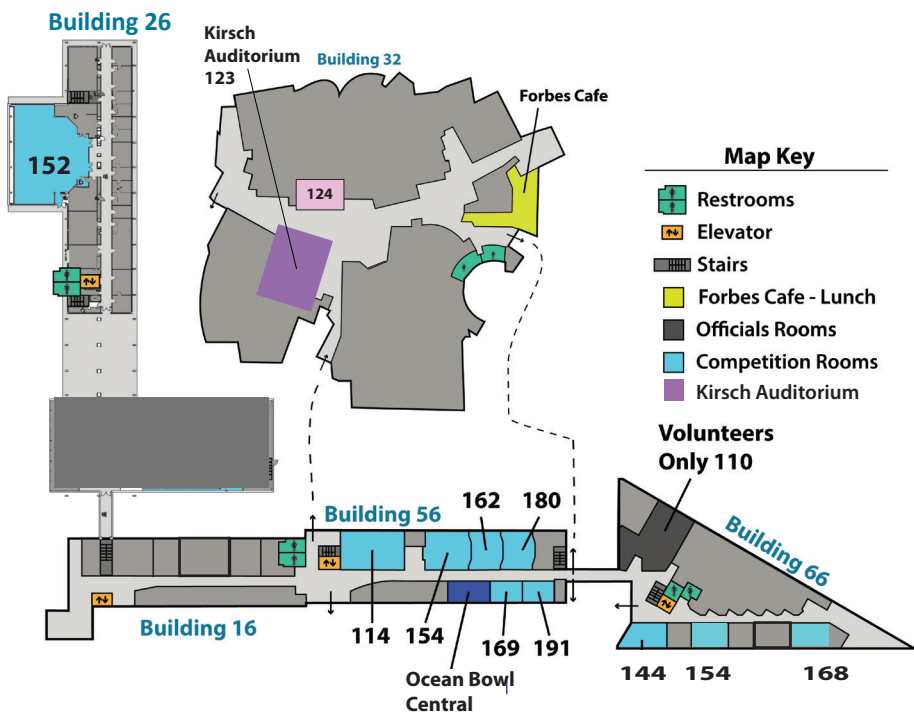 Building 26
Kirsch
Auditorium
123
Building 32
Forbes Cafe
152
124
Map Key
Restrooms
Elevator
Stairs
Forbes Cafe - Lunch
Officials Rooms
Competition Rooms
Kirsch Auditorium
Volunteers
Only 110
162
180
Building 56
Building 66
Building 16
114
154
169
191
144
154
168
Ocean Bowl
Central